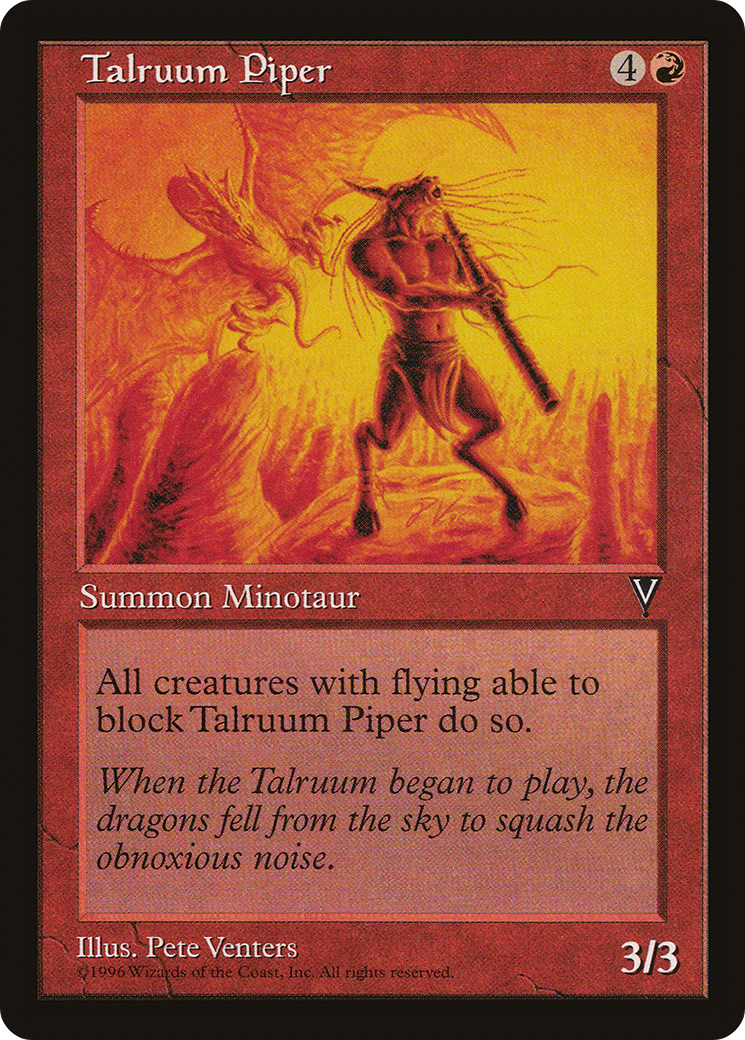 Talruum Piper 4
Summon Minotaur V
All creatures with flying able to
block Talruum Piper do so.
When the Talruum began to play, the
dragons fell from the sky to squash the
obnoxious noise.
Illus. Pete Venters
©1996 Wizards of the Coast, Inc. All rights reserved.
3/3